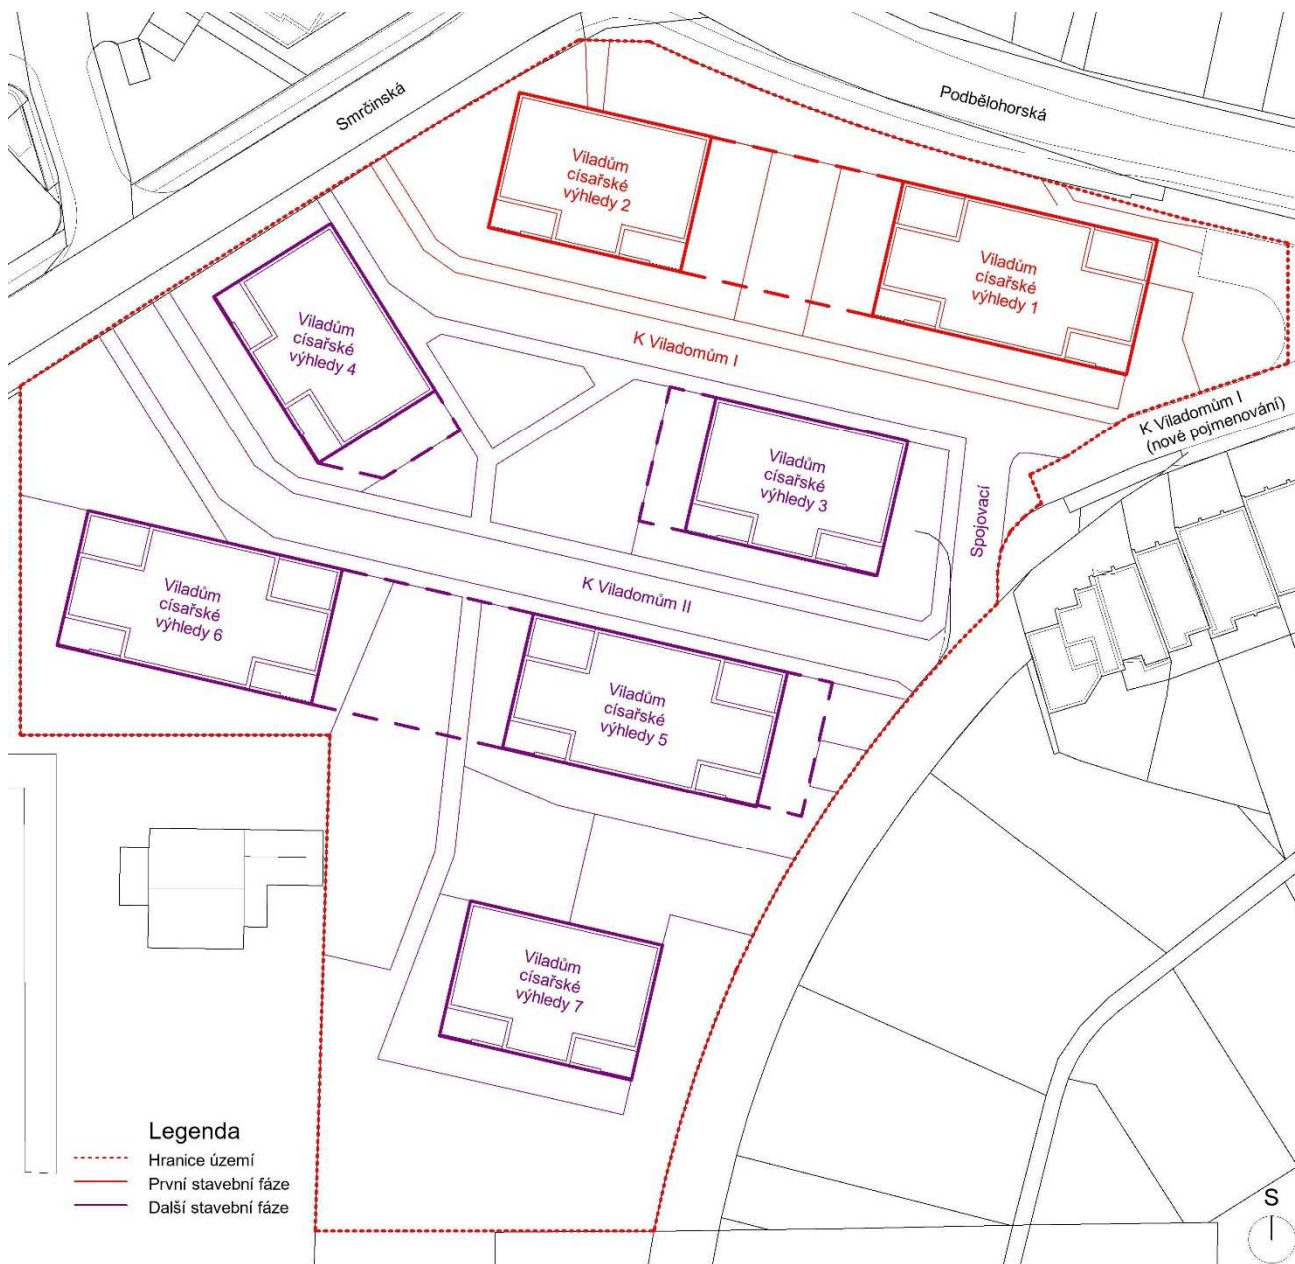 Smrčinská
Podbělohorská
Viladům
císařské
výhledy 2
Viladům
císařské
výhledy 1
Viladům
císařské
výhledy 4
K Viladomům I
K Viladomům I
(nové pojmenování)
Viladům
císařské
výhledy 3
Spojovací
K Viladomům II
Viladům
císařské
výhledy 6
Viladům
císařské
výhledy 5
Viladům
císařské
výhledy 7
Legenda
Hranice území
První stavební fáze
Další stavební fáze
S